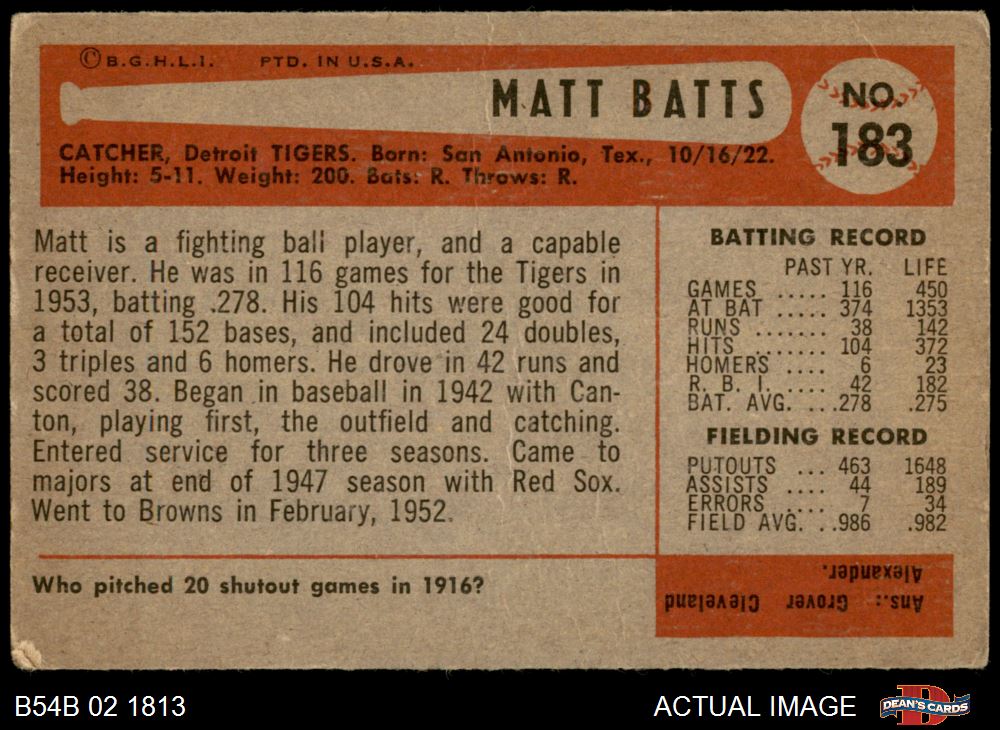 ©B.G.H.L.I. PTD. IN U.S.A.
MATT BATTS
NO.
183
CATCHER, Detroit TIGERS. Born: San Antonio, Tex., 10/16/22.
Height: 5-11. Weight: 200. Bats: R. Throws: R.
Matt is a fighting ball player, and a capable
receiver. He was in 116 games for the Tigers in
1953, batting .278. His 104 hits were good for
a total of 152 bases, and included 24 doubles,
3 triples and 6 homers. He drove in 42 runs and
scored 38. Began in baseball in 1942 with Can-
ton, playing first, the outfield and catching.
Entered service for three seasons. Came to
majors at end of 1947 season with Red Sox.
Went to Browns in February, 1952.
BATTING RECORD
PAST YR. LIFE
GAMES ..... 116 450
AT BAT ..... 374 1353
RUNS ....... 38 142
HITS ....... 104 372
HOMERS .... 6 23
R. B. I. .... 42 182
BAT. AVG. ...278 .275
FIELDING RECORD
PUTOUTS ... 463 1648
ASSISTS .... 44 189
ERRORS .... 7 34
FIELD AVG. ..986 .982
Who pitched 20 shutout games in 1916?
Ans.: Grover Cleveland
Alexander.
B54B 02 1813
ACTUAL IMAGE
D
DEAN'S CARDS